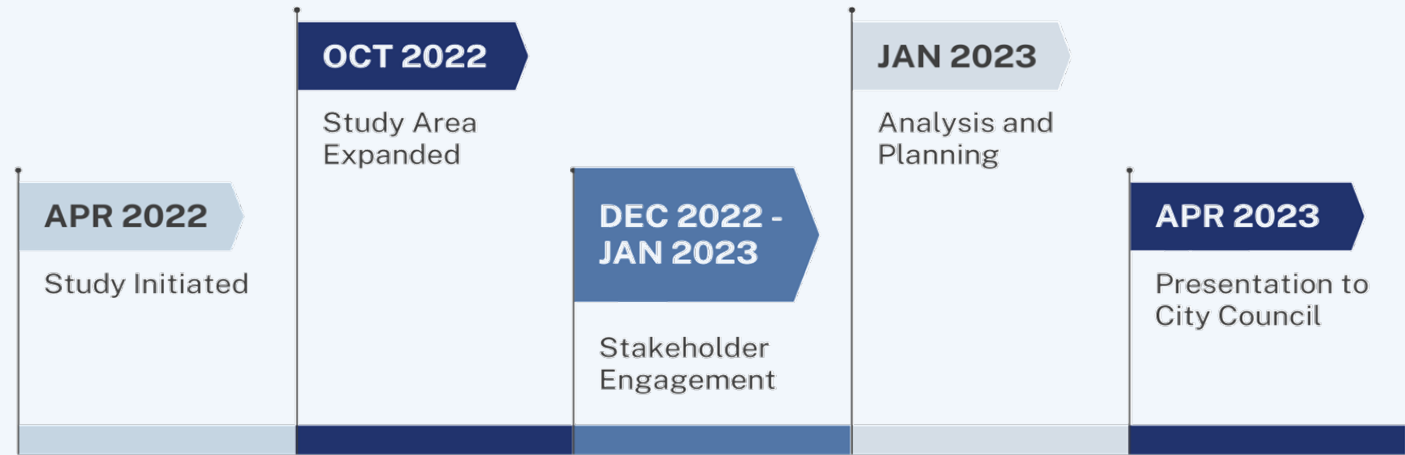 APR 2022
Study Initiated
OCT 2022
Study Area
Expanded
DEC 2022 -
JAN 2023
Stakeholder
Engagement
JAN 2023
Analysis and
Planning
APR 2023
Presentation to
City Council